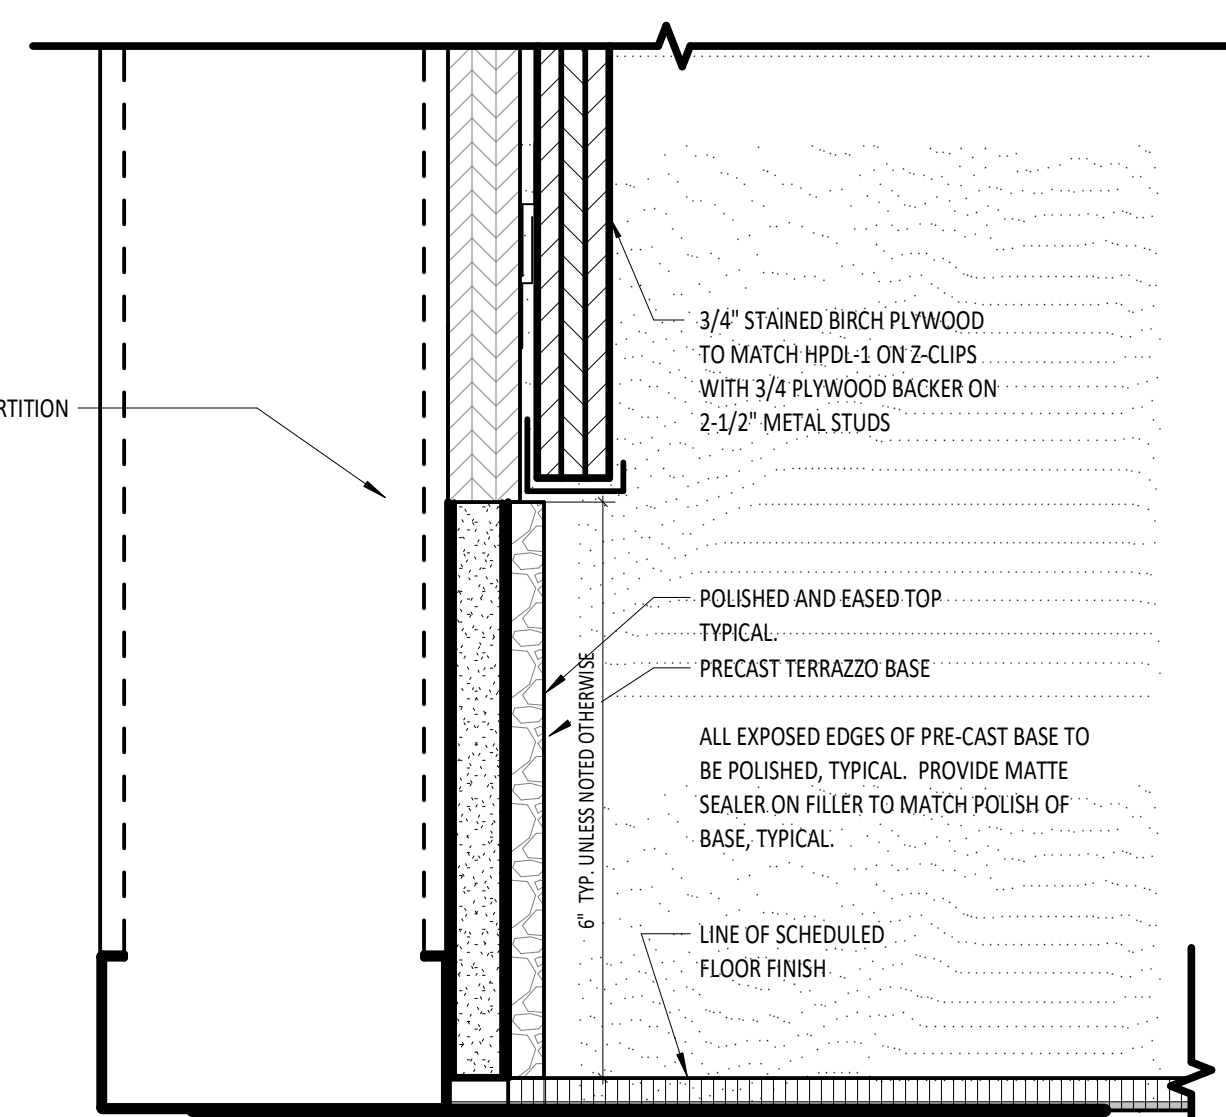 3/4" STAINED BIRCH PLYWOOD
TO MATCH HPDL-1 ON Z-CLIPS
WITH 3/4 PLYWOOD BACKER ON
2-1/2" METAL STUDS
RTITION
POLISHED AND EASED TOP
TYPICAL.
PRECAST TERRAZZO BASE
6" TYP. UNLESS NOTED OTHERWISE
ALL EXPOSED EDGES OF PRE-CAST BASE TO
BE POLISHED, TYPICAL. PROVIDE MATTE
SEALER ON FILLER TO MATCH POLISH OF
BASE, TYPICAL.
LINE OF SCHEDULED
FLOOR FINISH